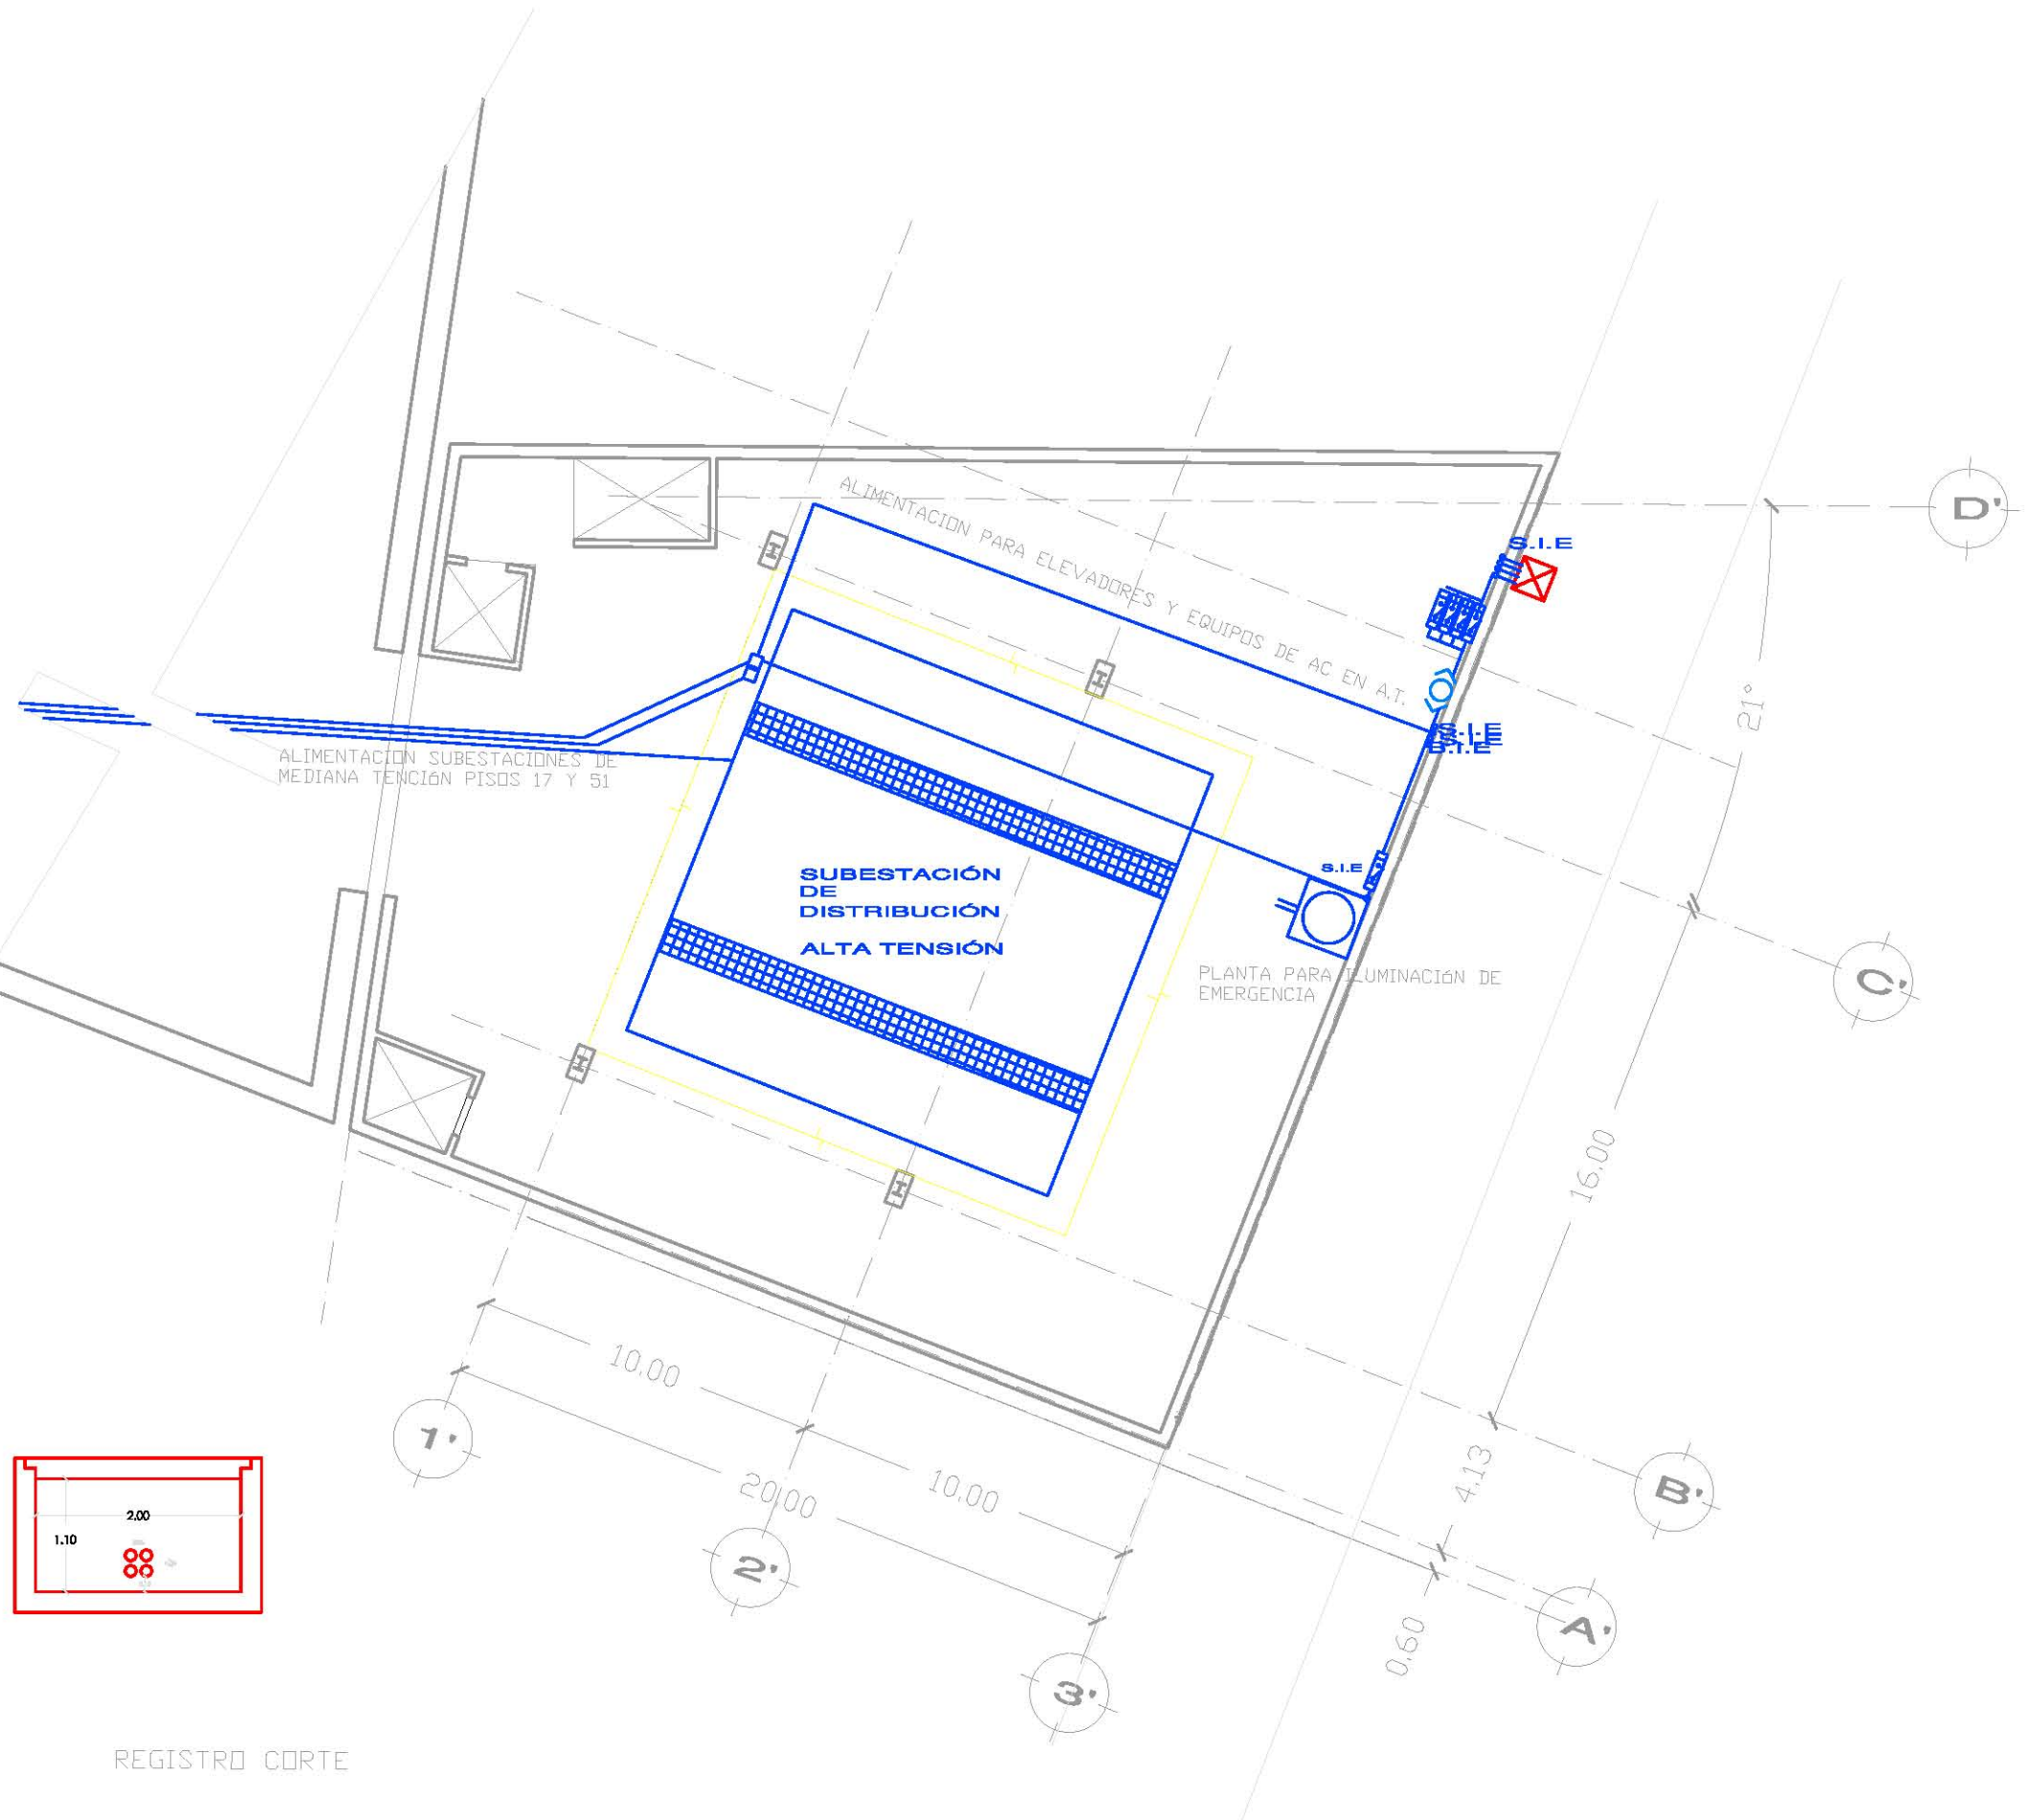 D'
S.I.E
ALIMENTACION PARA ELEVADORES Y EQUIPOS DE AC EN A.T.
21°
S.I.E
S.I.E
ALIMENTACION SUBESTACIONES DE
MEDIANA TENCIóN PISOS 17 Y 51
SUBESTACIÓN
DE
DISTRIBUCIÓN
ALTA TENSIÓN
S.I.E
PLANTA PARA ILUMINACIóN DE
EMERGENCIA
C'
16.00
10.00
1'
20.00
10.00
4.13
B'
2.00
1.10
2'
0.60
A'
3'
REGISTRO CORTE